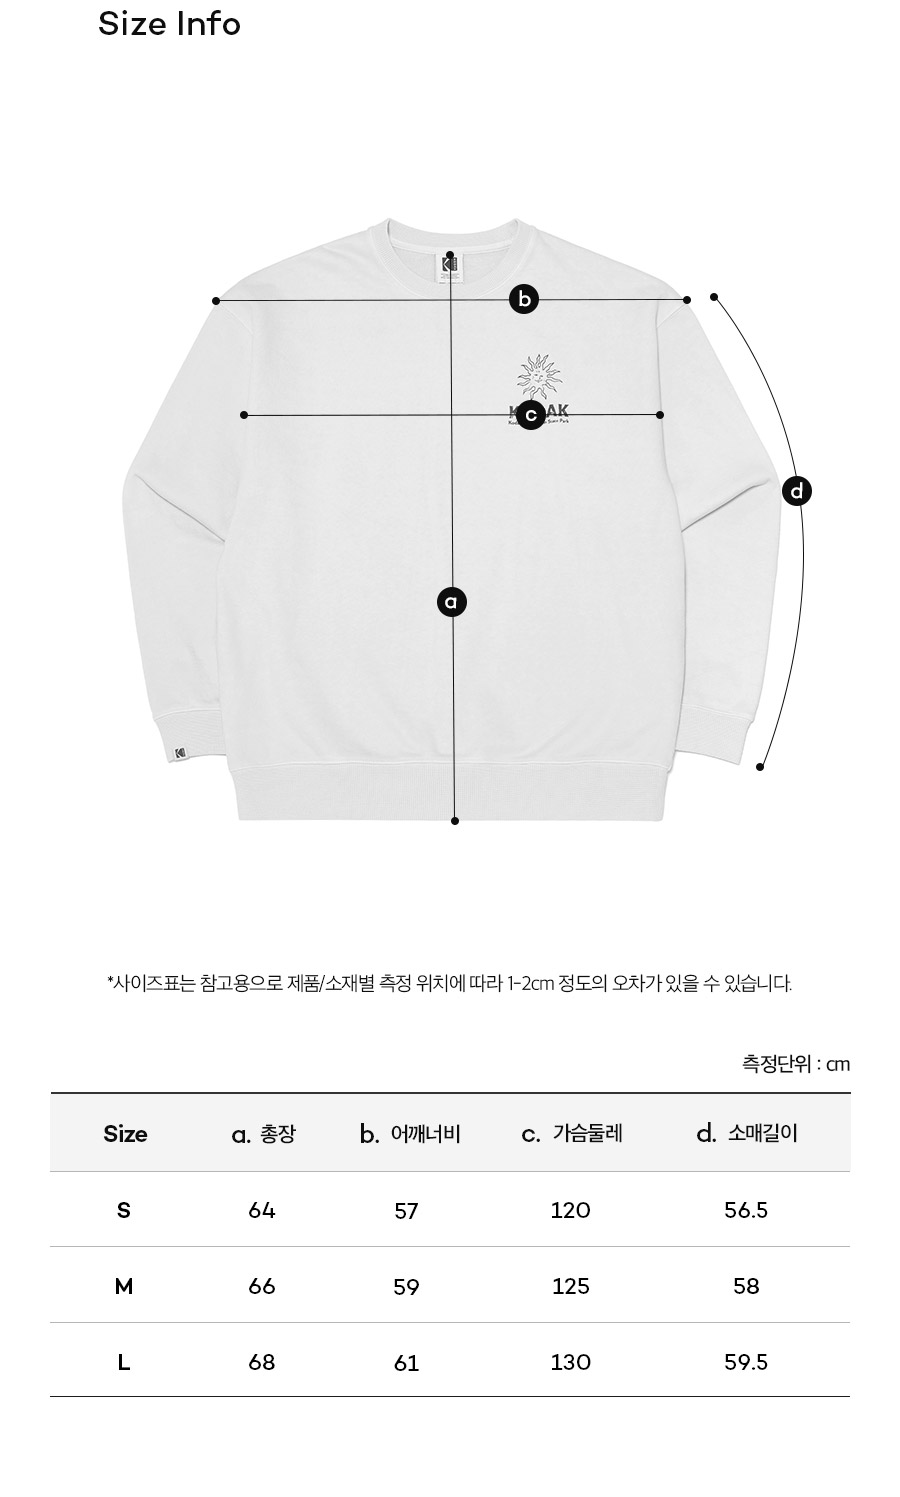 Size Info
b
K
AK
c
d
a
*사이즈표는 참고용으로 제품/소재별 측정 위치에 따라 1-2cm 정도의 오차가 있을 수 있습니다.
측정단위 : cm
Size a. 총장 b. 어깨너비 c. 가슴둘레 d. 소매길이
S 64 57 120 56.5
M 66 59 125 58
L 68 61 130 59.5